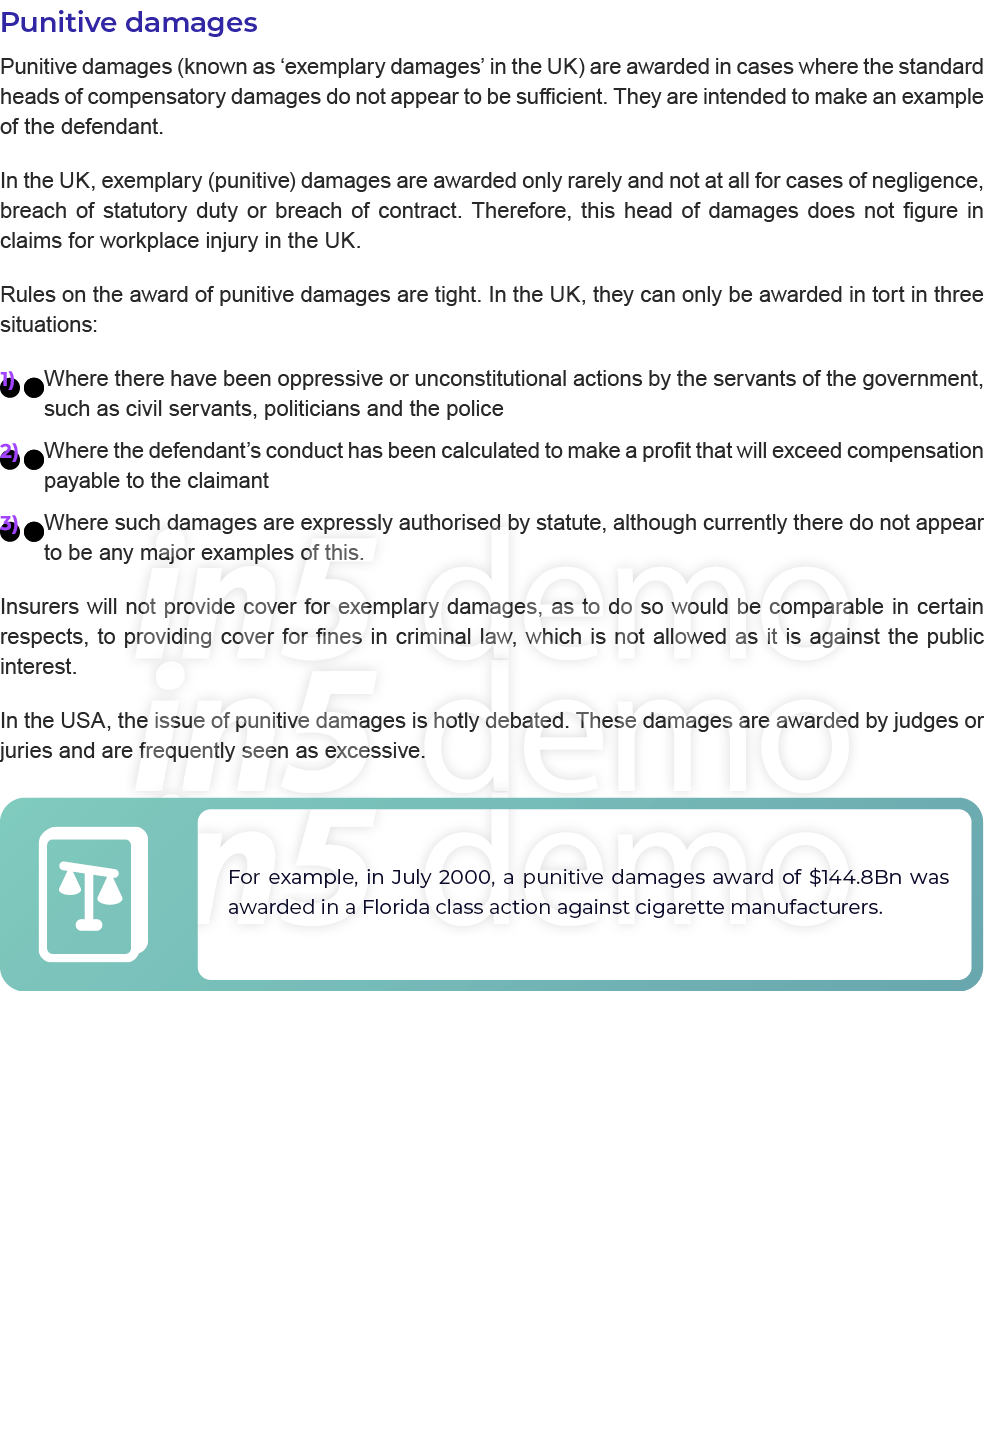 Punitive damages
Punitive damages (known as ‘exemplary damages’ in the UK) are awarded in cases where the standard
heads of compensatory damages do not appear to be sufficient. They are intended to make an example
of the defendant.
In the UK, exemplary (punitive) damages are awarded only rarely and not at all for cases of negligence,
breach of statutory duty or breach of contract. Therefore, this head of damages does not figure in
claims for workplace injury in the UK.
Rules on the award of punitive damages are tight. In the UK, they can only be awarded in tort in three
situations:
1) Where there have been oppressive or unconstitutional actions by the servants of the government,
such as civil servants, politicians and the police
2) Where the defendant’s conduct has been calculated to make a profit that will exceed compensation
payable to the claimant
3) Where such damages are expressly authorised by statute, although currently there do not appear
to be any major examples of this.
in5 demo
Insurers will not provide cover for exemplary damages, as to do so would be comparable in certain
respects, to providing cover for fines in criminal law, which is not allowed as it is against the public
interest.
in5 demo
In the USA, the issue of punitive damages is hotly debated. These damages are awarded by judges or
juries and are frequently seen as excessive.
in5 demo
For example, in July 2000, a punitive damages award of $144.8Bn was
awarded in a Florida class action against cigarette manufacturers.